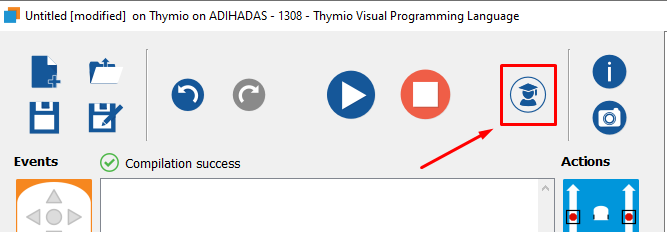 Untitled [modified] on Thymio on ADIHADAS - 1308 - Thymio Visual Programming Language
i
Events
Compilation success
Actions